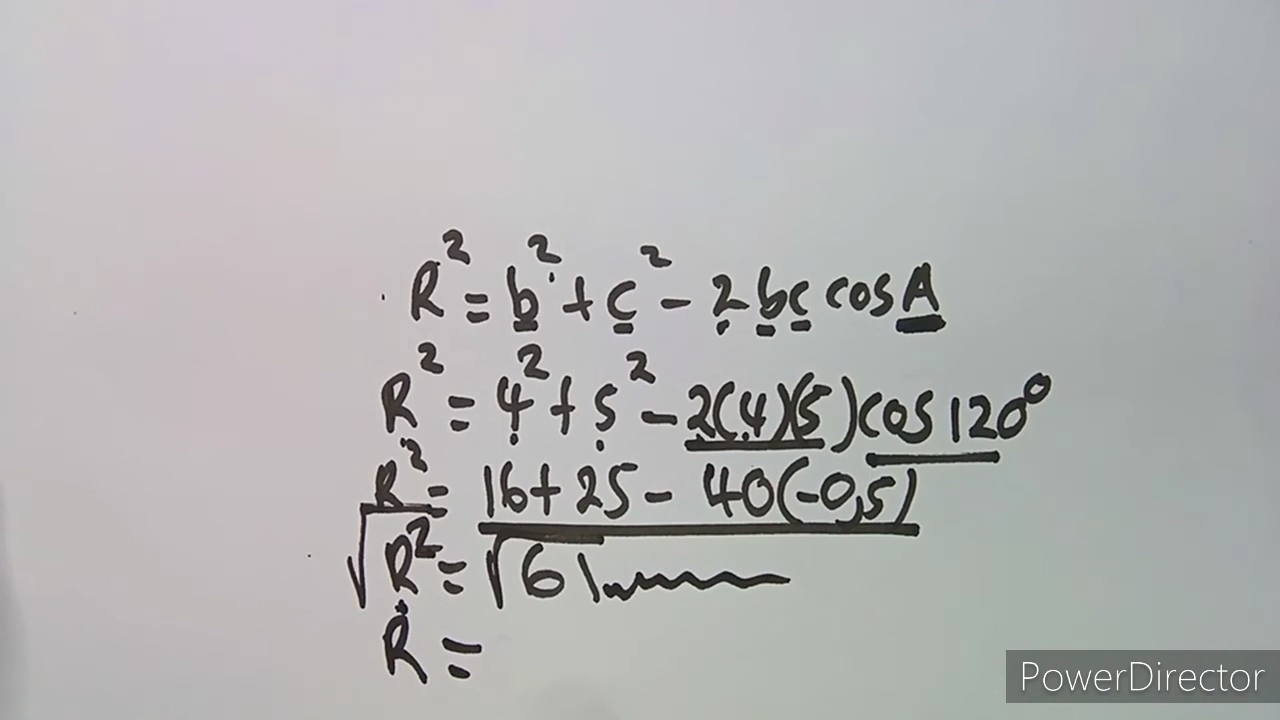 R² = b² + c² - 2bc cos A
R² = 4² + 5² - 2(4)(5) cos 120°
R² = 16 + 25 - 40(-0,5)
√R² = √61
R =
PowerDirector